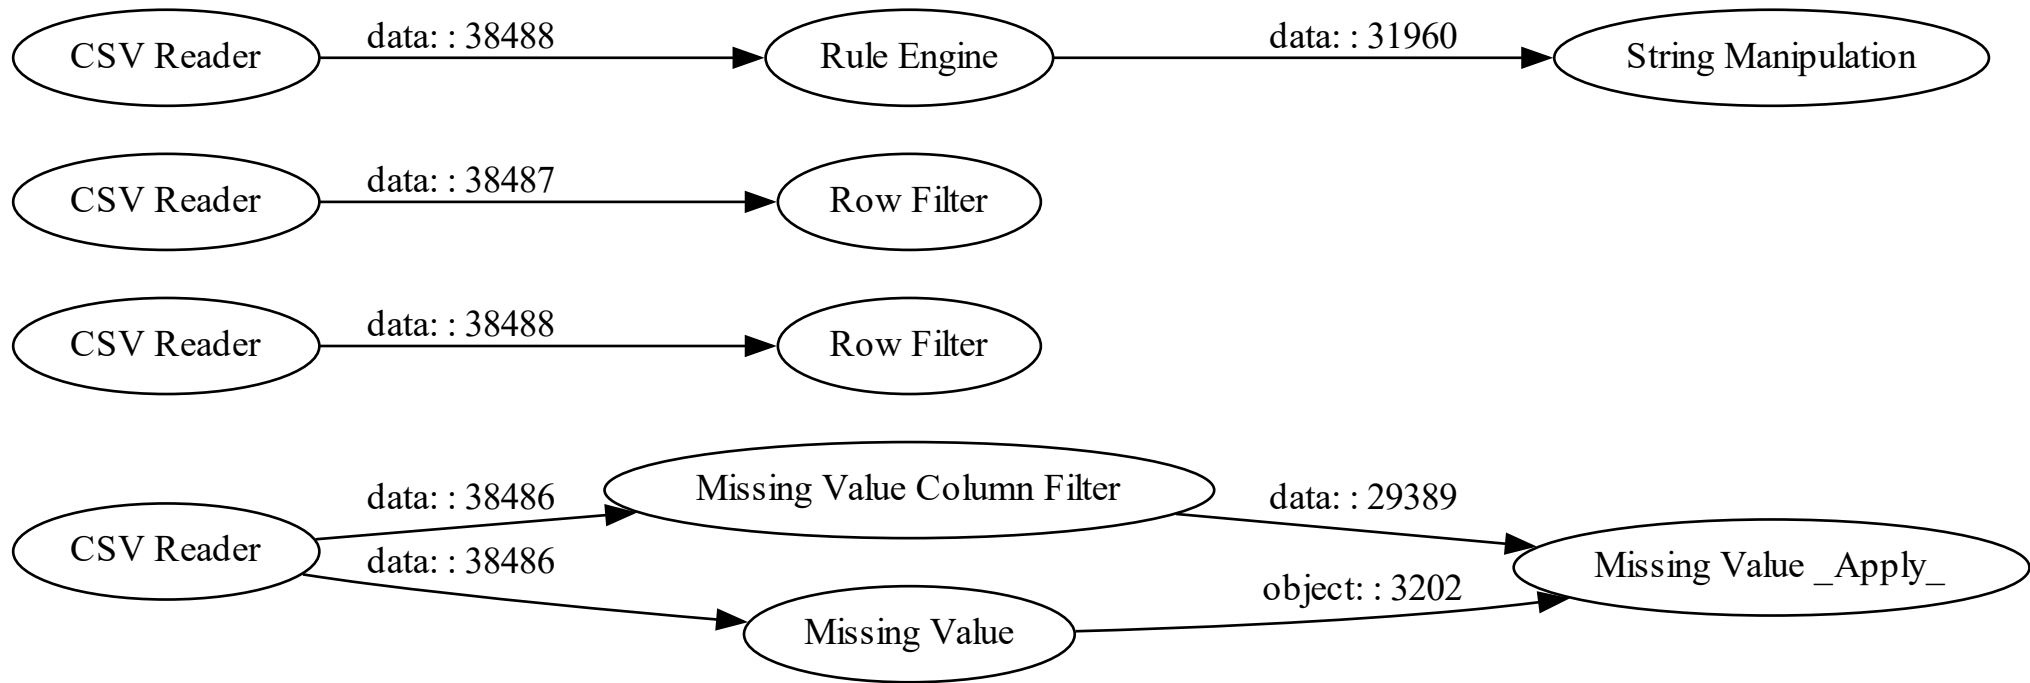 CSV Reader
data: : 38488
Rule Engine
data: : 31960
String Manipulation
CSV Reader
data: : 38487
Row Filter
CSV Reader
data: : 38488
Row Filter
CSV Reader
data: : 38486
Missing Value Column Filter
data: : 29389
data: : 38486
Missing Value
object: : 3202
Missing Value _Apply_